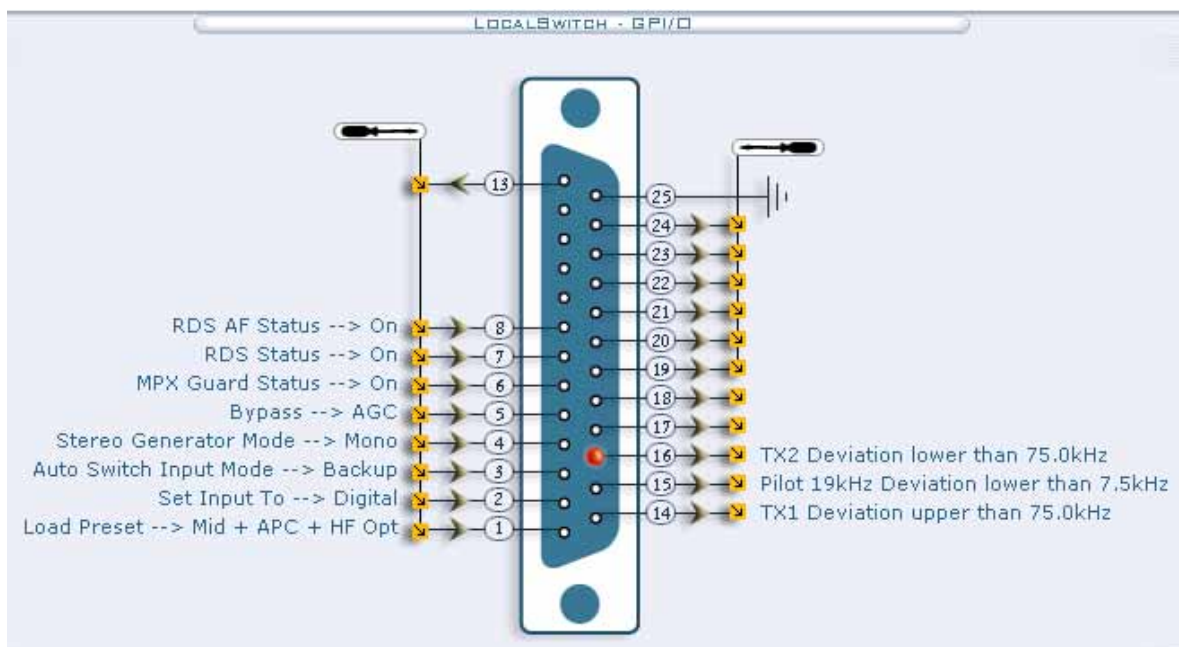 LOCALSWITCH - GPI/O
13
25
24
23
22
21
20
19
18
17
RDS AF Status --> On 8
RDS Status --> On 7
MPX Guard Status --> On 6
Bypass --> AGC 5
Stereo Generator Mode --> Mono 4
16 TX2 Deviation lower than 75.0kHz
Auto Switch Input Mode --> Backup 3
15 Pilot 19kHz Deviation lower than 7.5kHz
Set Input To --> Digital 2
14 TX1 Deviation upper than 75.0kHz
Load Preset --> Mid + APC + HF Opt 1